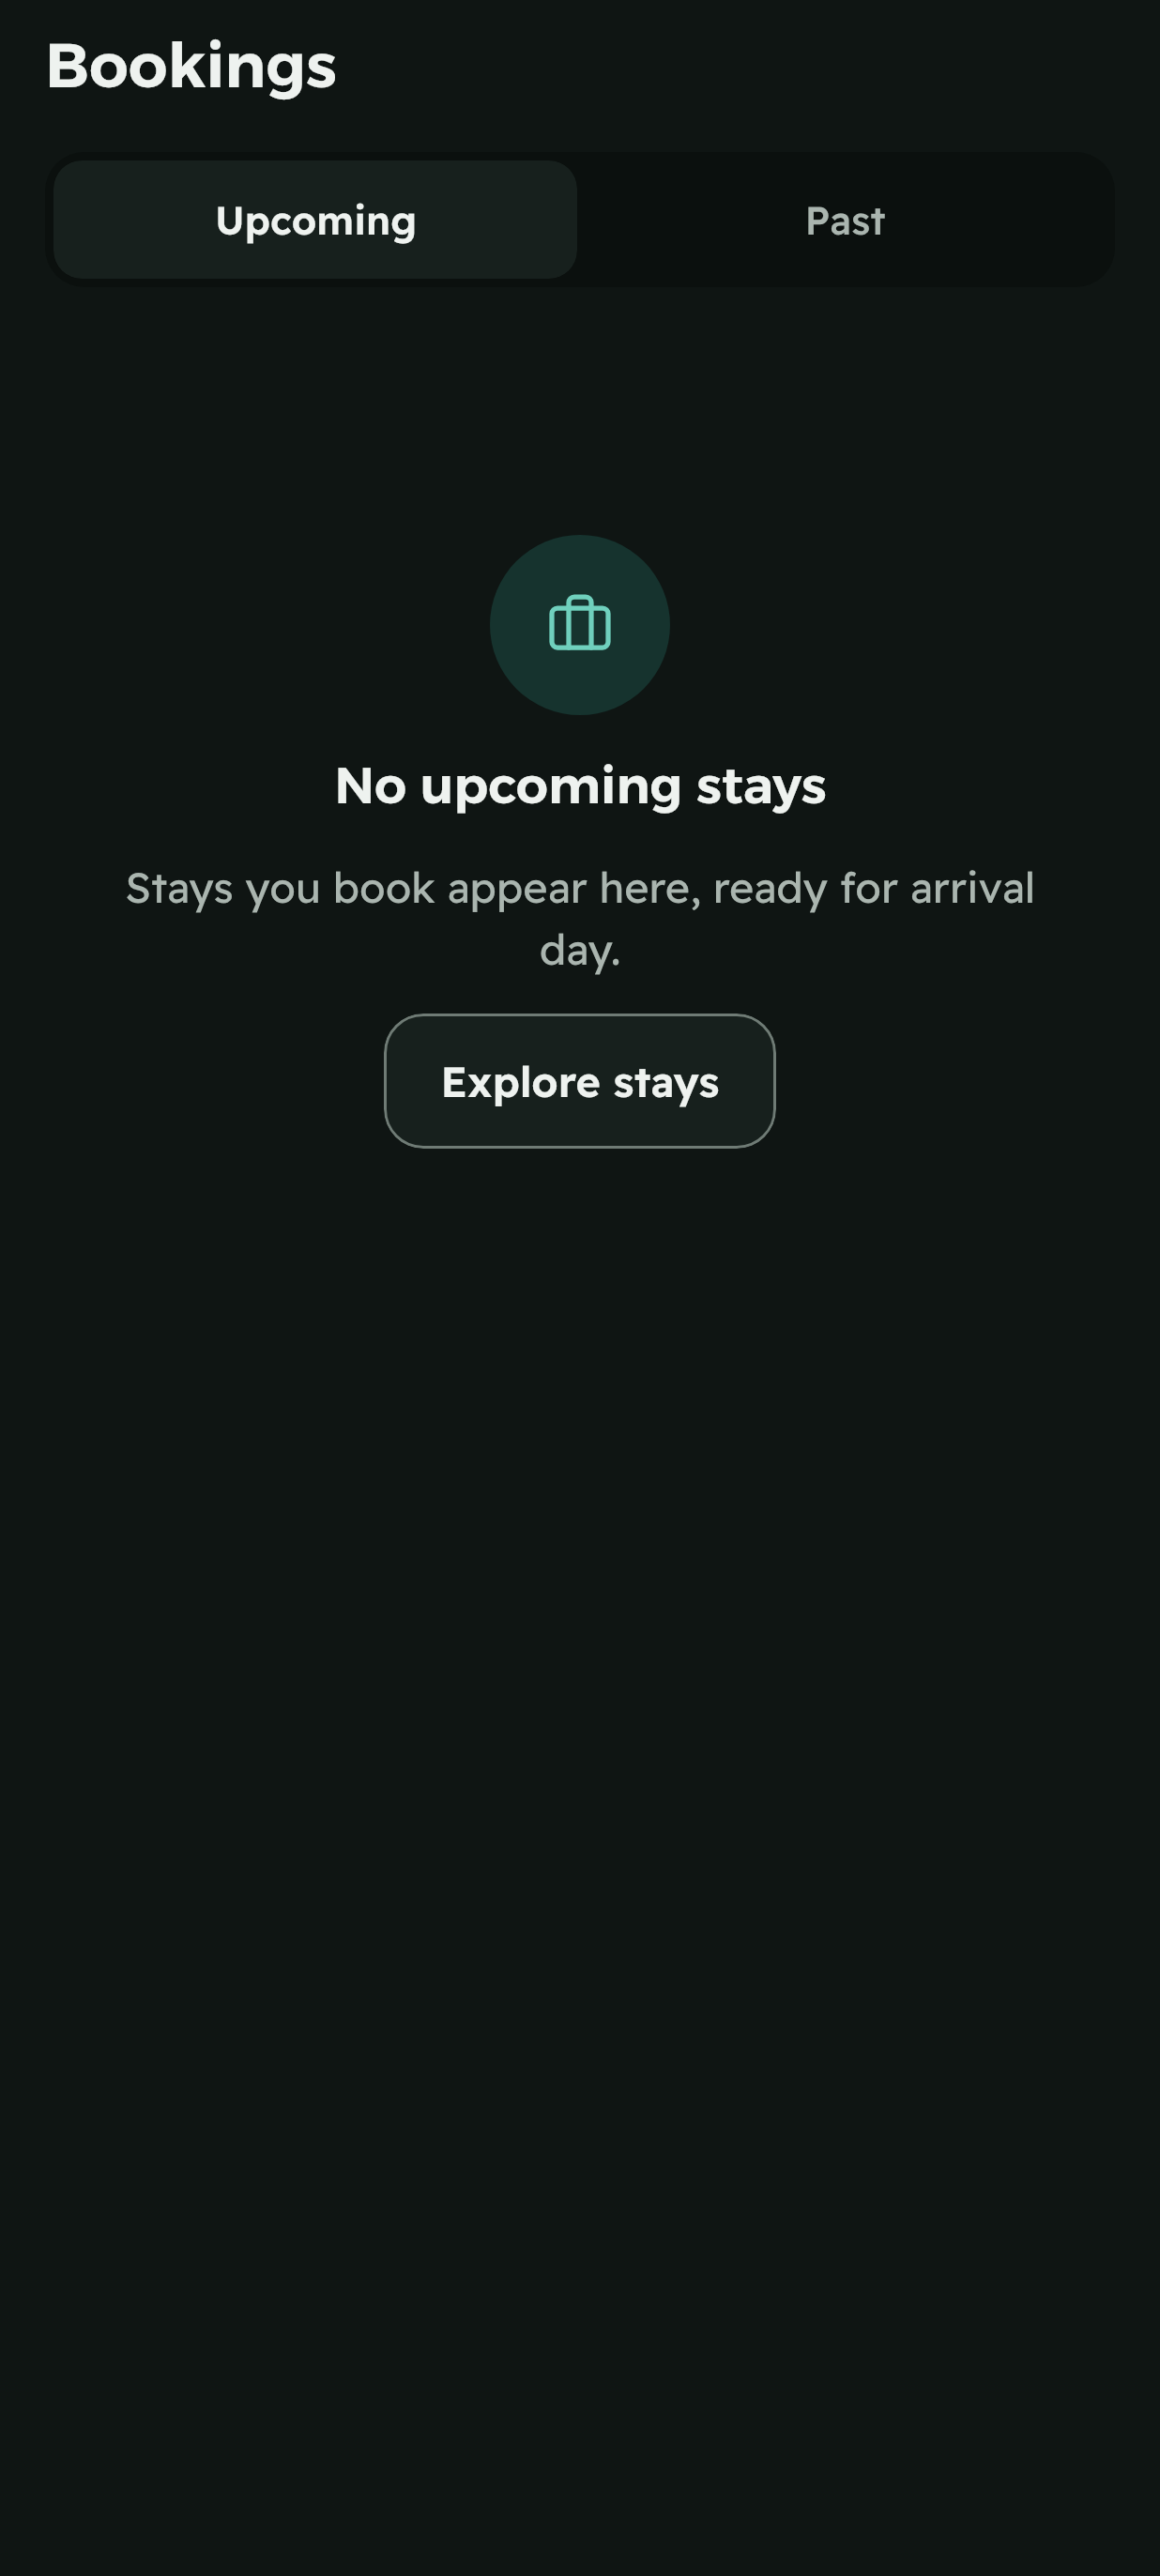 Bookings
Upcoming
Past
No upcoming stays
Stays you book appear here, ready for arrival
day.
Explore stays